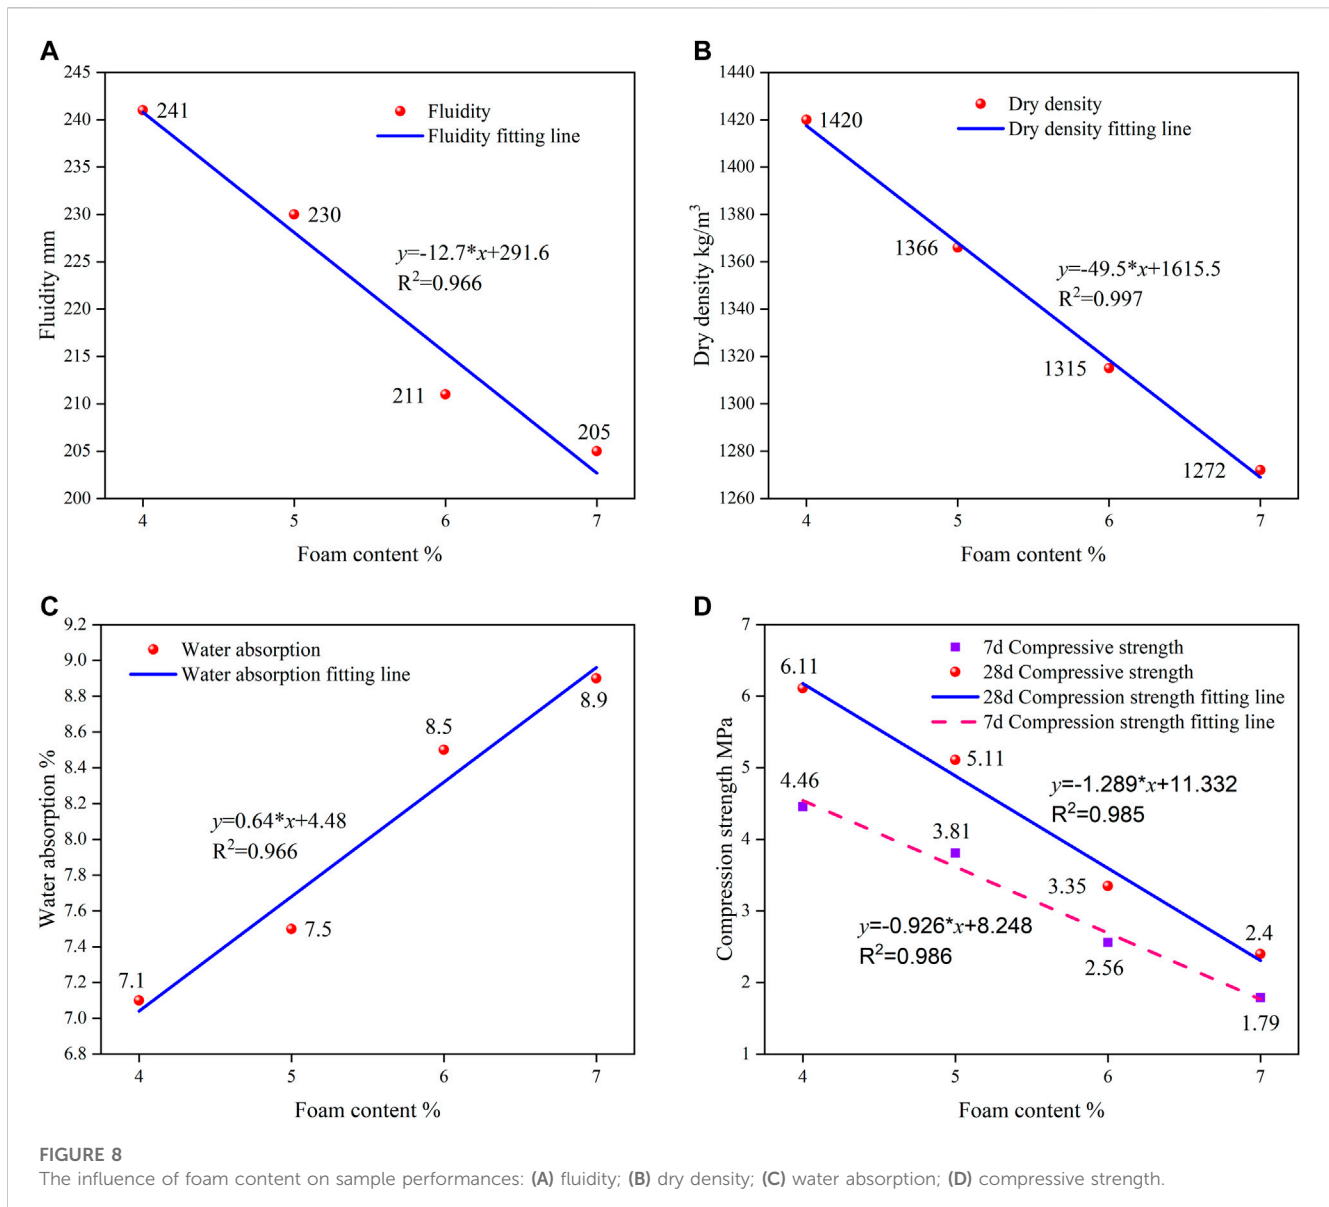 A
245
240
235
230
225
220
215
210
205
200
Fluidity mm
241
230
211
205
Fluidity
Fluidity fitting line
y=-12.7*x+291.6
R²=0.966
4 5 6 7
Foam content %
B
1440
1420
1400
1380
1360
1340
1320
1300
1280
1260
Dry density kg/m³
1420
1366
1315
1272
Dry density
Dry density fitting line
y=-49.5*x+1615.5
R²=0.997
4 5 6 7
Foam content %
C
9.2
9.0
8.8
8.6
8.4
8.2
8.0
7.8
7.6
7.4
7.2
7.0
6.8
Water absorption %
Water absorption
Water absorption fitting line
7.1
7.5
8.5
8.9
y=0.64*x+4.48
R²=0.966
4 5 6 7
Foam content %
D
7
6
5
4
3
2
1
Compression strength MPa
7d Compressive strength
28d Compressive strength
28d Compression strength fitting line
7d Compression strength fitting line
6.11
5.11
3.35
2.4
4.46
3.81
2.56
1.79
y=-1.289*x+11.332
R²=0.985
y=-0.926*x+8.248
R²=0.986
4 5 6 7
Foam content %
FIGURE 8
The influence of foam content on sample performances: (A) fluidity; (B) dry density; (C) water absorption; (D) compressive strength.